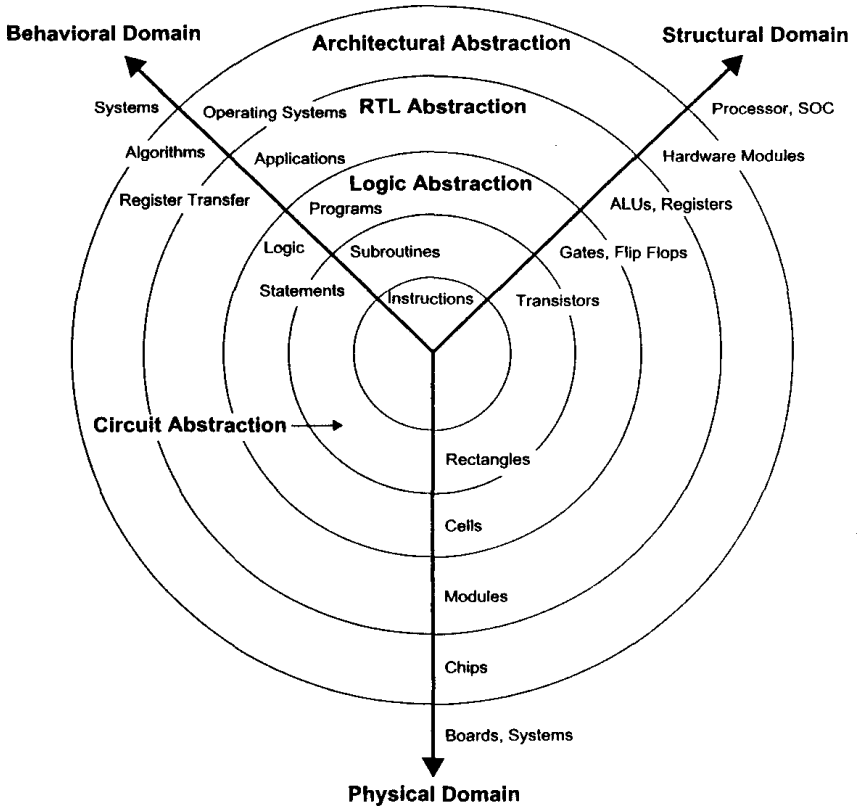 Behavioral Domain
Architectural Abstraction
Structural Domain
Systems
Operating Systems
RTL Abstraction
Processor, SOC
Algorithms
Applications
Hardware Modules
Logic Abstraction
Register Transfer
Programs
ALUs, Registers
Logic
Subroutines
Gates, Flip Flops
Statements
Instructions
Transistors
Circuit Abstraction
Rectangles
Cells
Modules
Chips
Boards, Systems
Physical Domain